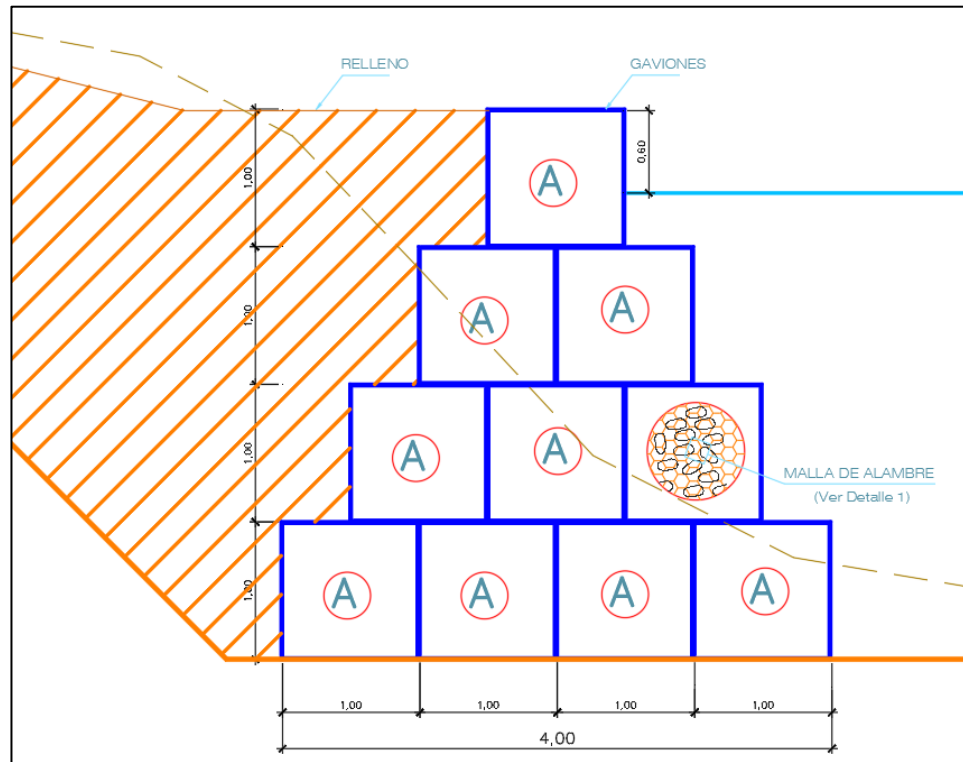 RELLENO
GAVIONES
0,60
1,00
A
1,00
A
A
1,00
A
A
MALLA DE ALAMBRE
(Ver Detalle 1)
1,00
A
A
A
A
1,00
1,00
1,00
1,00
4,00